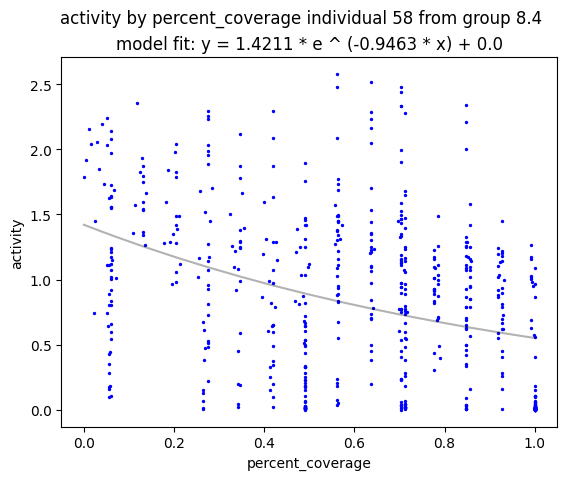 activity by percent_coverage individual 58 from group 8.4
model fit: y = 1.4211 * e ^ (-0.9463 * x) + 0.0
2.5
2.0
1.5
1.0
0.5
0.0
activity
0.0 0.2 0.4 0.6 0.8 1.0
percent_coverage